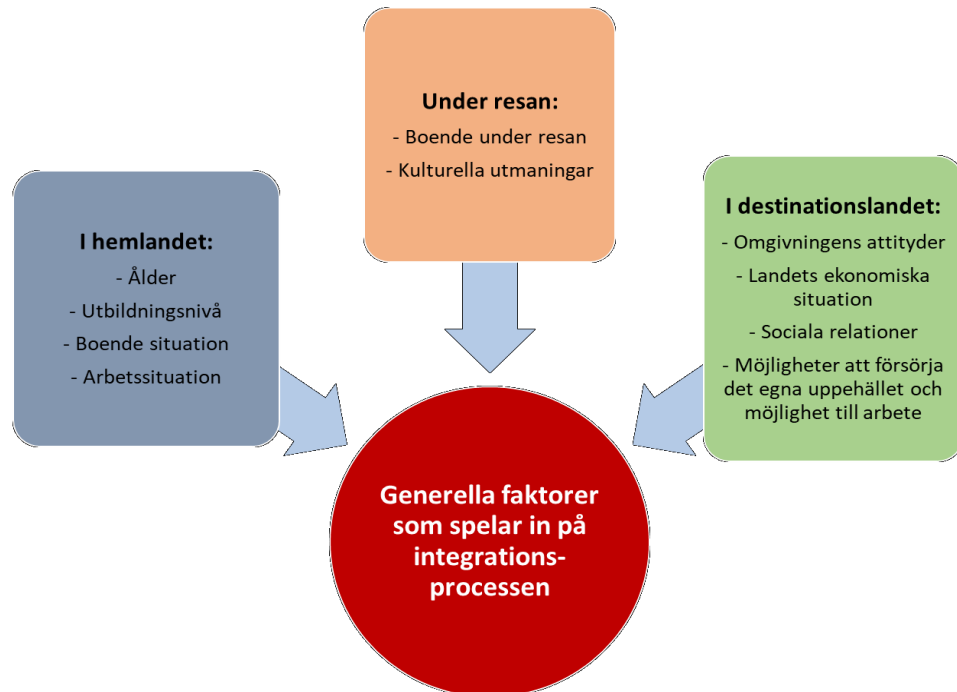 Under resan:
- Boende under resan
- Kulturella utmaningar
I hemlandet:
- Ålder
- Utbildningsnivå
- Boende situation
- Arbetssituation
I destinationslandet:
- Omgivningens attityder
- Landets ekonomiska
situation
- Sociala relationer
- Möjligheter att försörja
det egna uppehället och
möjlighet till arbete
Generella faktorer
som spelar in på
integrations-
processen